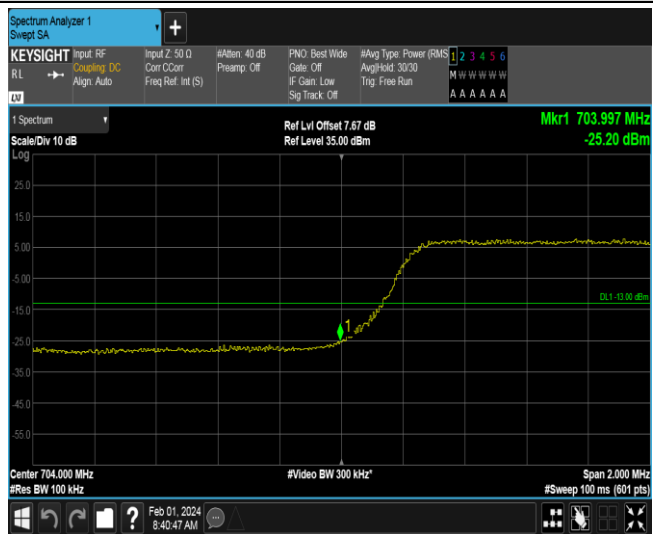 Spectrum Analyzer 1
Swept SA
+
KEYSIGHT
RL
LXI
Input: RF
Coupling: DC
Align: Auto
Input Z: 50 Ω
Corr CCorr
Freq Ref: Int (S)
#Atten: 40 dB
Preamp: Off
PNO: Best Wide
Gate: Off
IF Gain: Low
Sig Track: Off
#Avg Type: Power (RMS
Avg|Hold: 30/30
Trig: Free Run
1 2 3 4 5 6
M W W W W W
A A A A A A
1 Spectrum
Scale/Div 10 dB
Log
Ref Lvl Offset 7.67 dB
Ref Level 35.00 dBm
Mkr1 703.997 MHz
-25.20 dBm
25.0
15.0
5.00
-5.00
-15.0
-25.0
-35.0
-45.0
-55.0
DL1 -13.00 dBm
1
Center 704.000 MHz
#Res BW 100 kHz
#Video BW 300 kHz*
Span 2.000 MHz
#Sweep 100 ms (601 pts)
?
Feb 01, 2024
8:40:47 AM